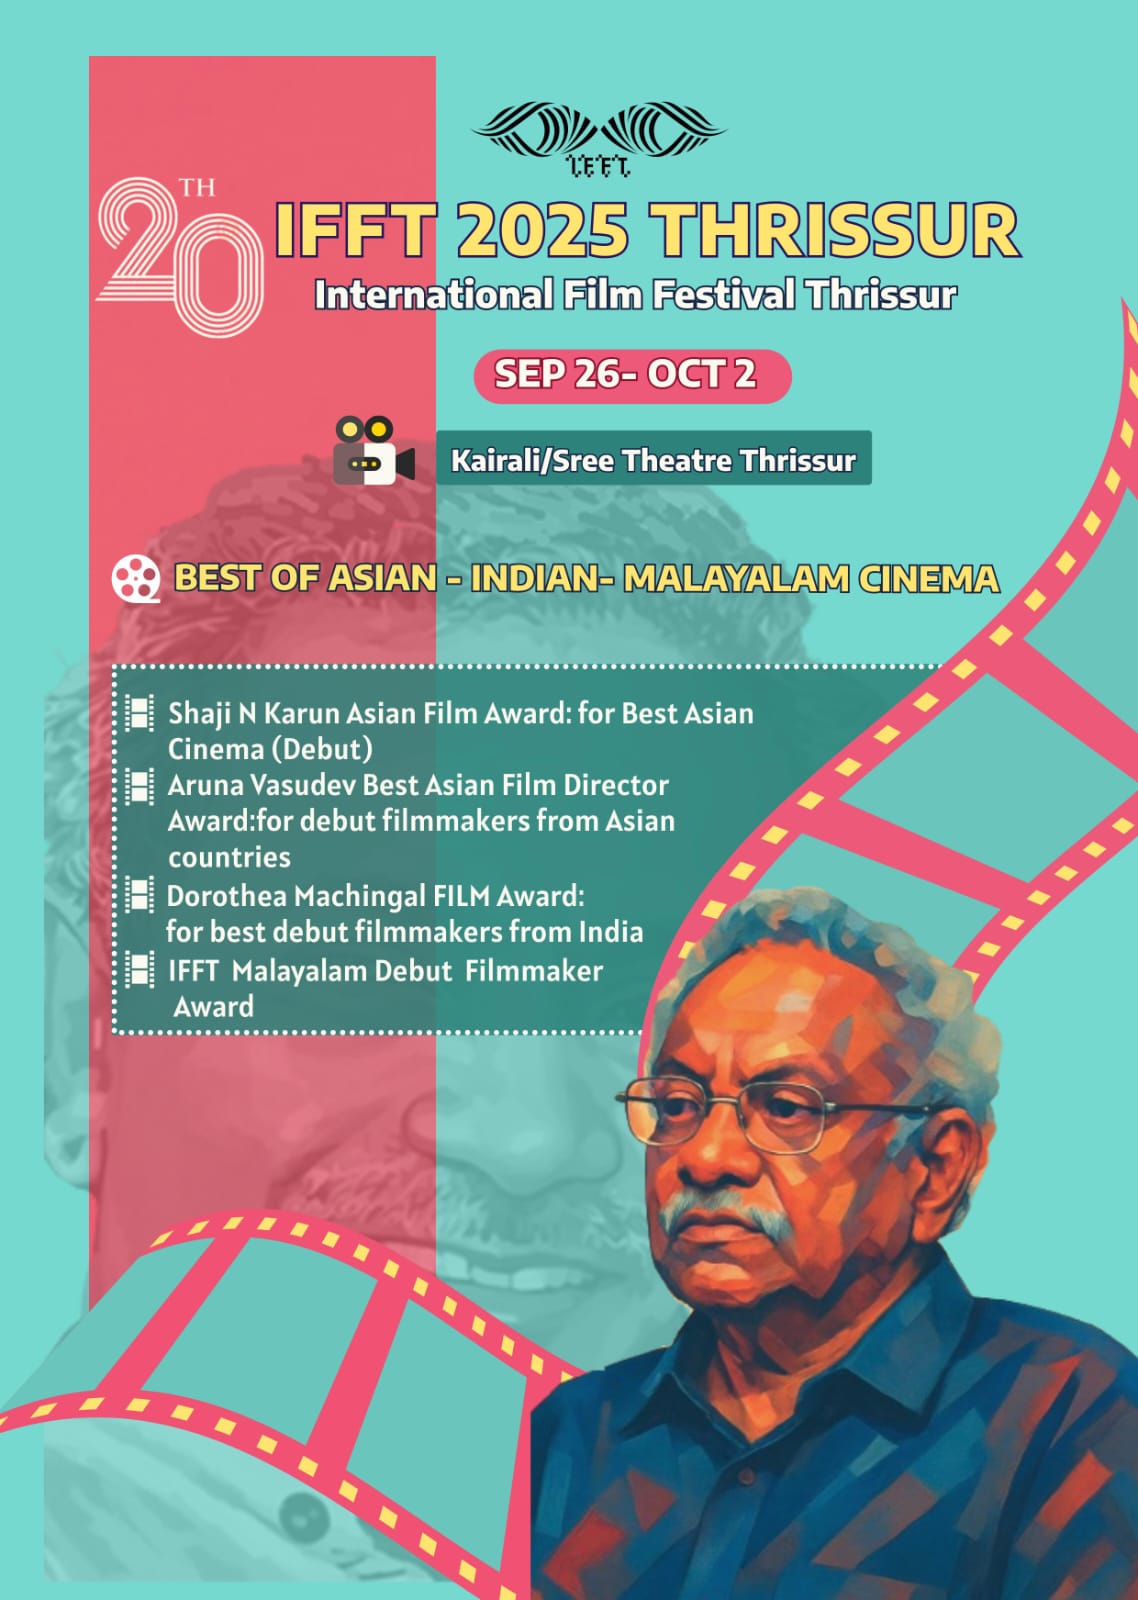 I.F.F.T.
20TH
IFFT 2025 THRISSUR
International Film Festival Thrissur
SEP 26- OCT 2
Kairali/Sree Theatre Thrissur
BEST OF ASIAN - INDIAN- MALAYALAM CINEMA
Shaji N Karun Asian Film Award: for Best Asian
Cinema (Debut)
Aruna Vasudev Best Asian Film Director
Award:for debut filmmakers from Asian
countries
Dorothea Machingal FILM Award:
for best debut filmmakers from India
IFFT Malayalam Debut Filmmaker
Award